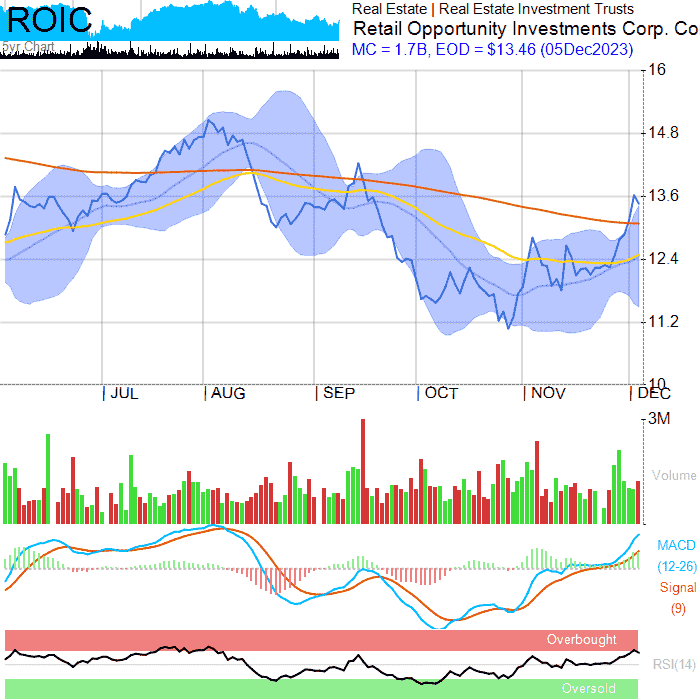 ROIC
5yr Chart
Real Estate | Real Estate Investment Trusts
Retail Opportunity Investments Corp. Co
MC = 1.7B, EOD = $13.46 (05Dec2023)
16
14.8
13.6
12.4
11.2
10
JUL AUG SEP OCT NOV DEC
3M
Volume
MACD
(12-26)
Signal
(9)
Overbought
RSI(14)
Oversold